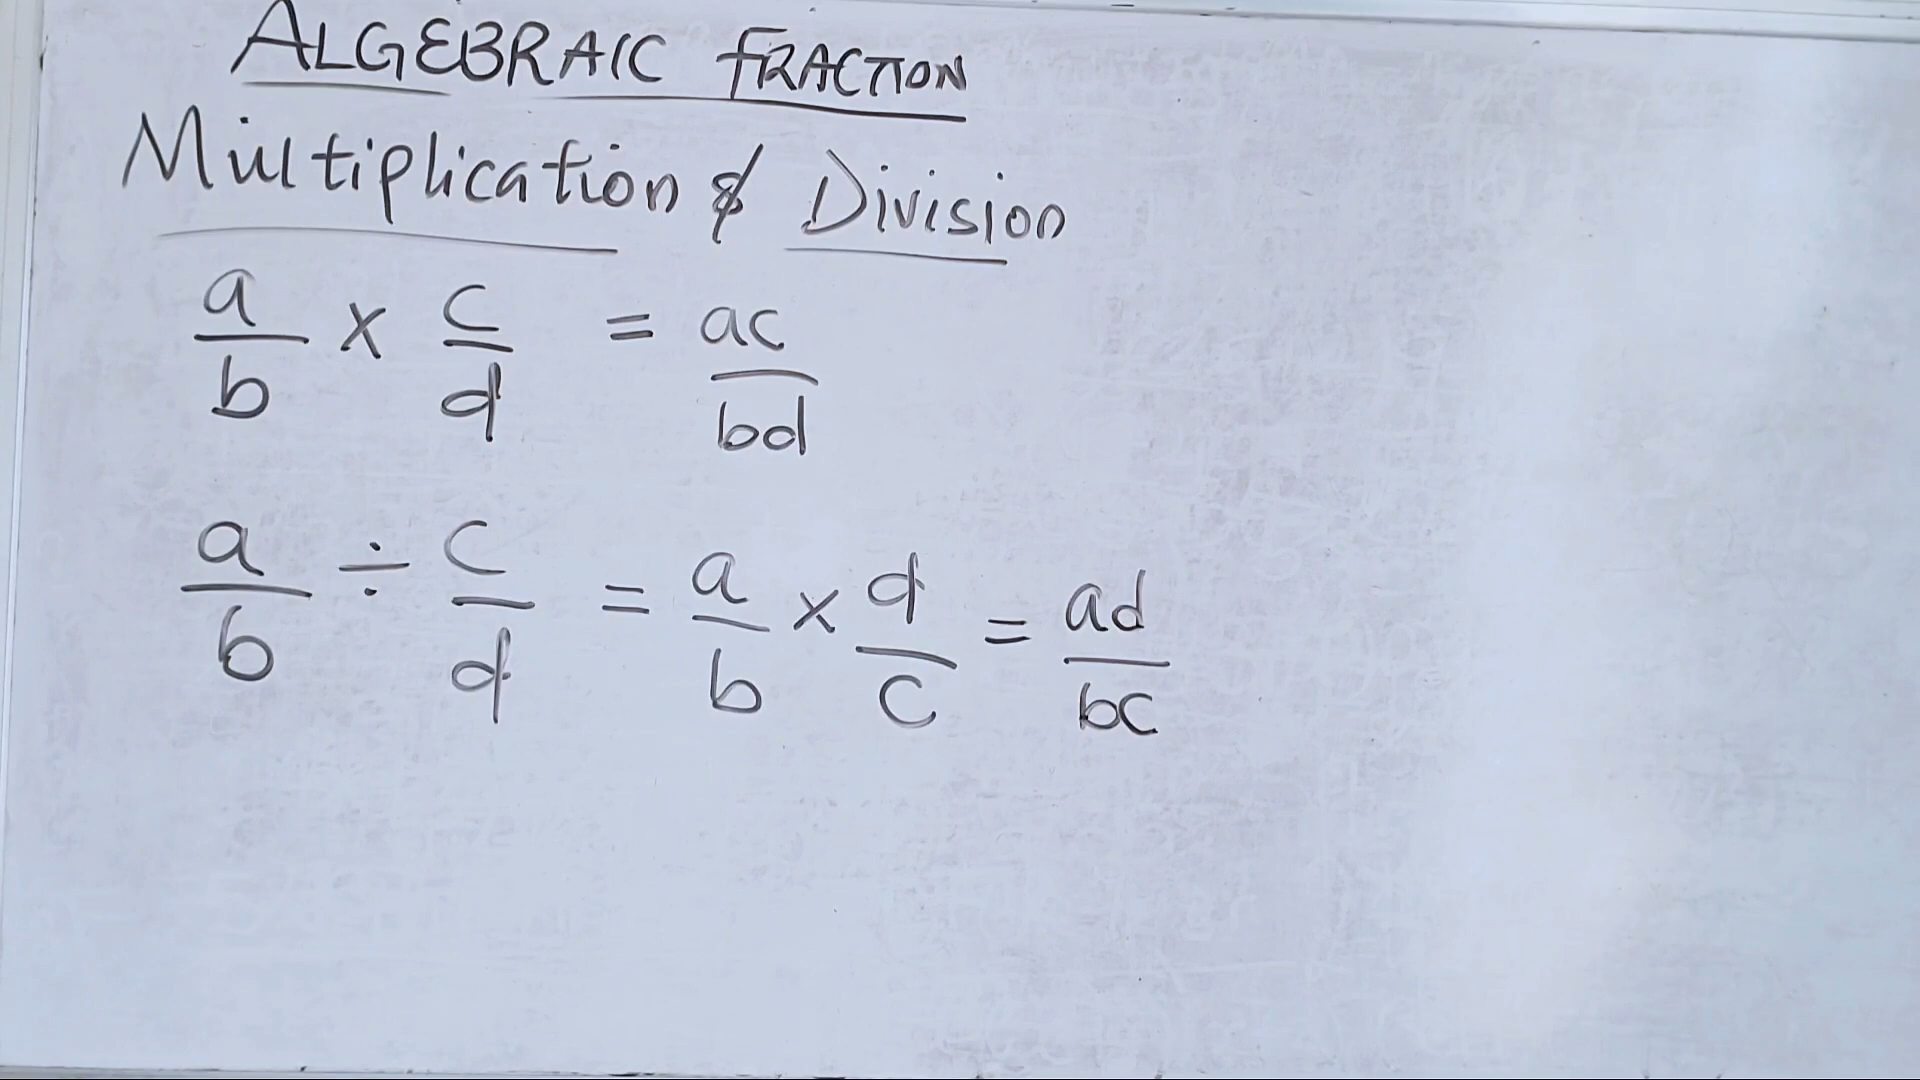 ALGEBRAIC FRACTION
Multiplication & Division
a/b × c/d = ac/bd
a/b ÷ c/d = a/b × d/c = ad/bc